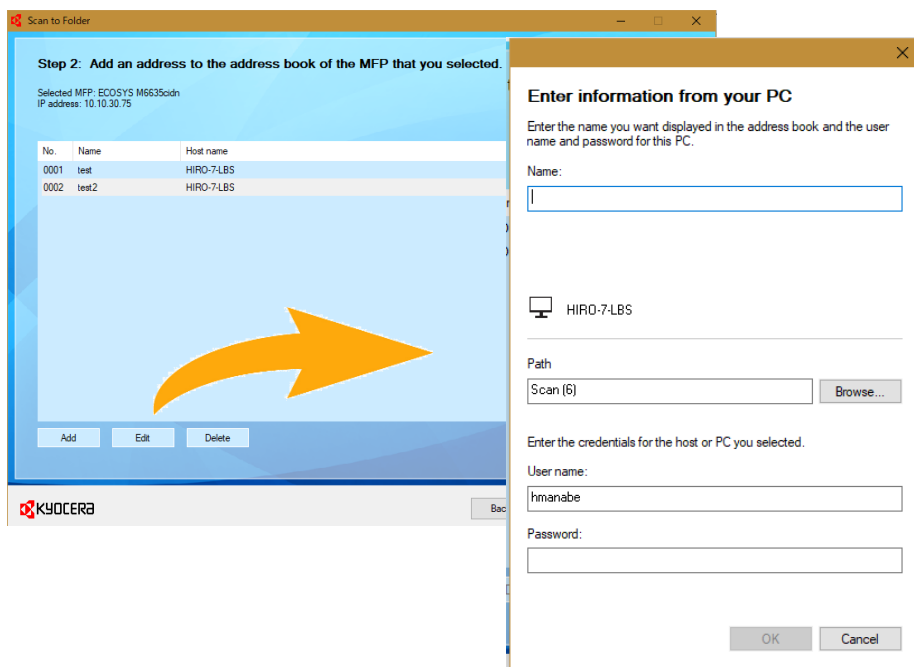 Scan to Folder
Step 2: Add an address to the address book of the MFP that you selected.
Selected MFP: ECOSYS M6635cidn
IP address: 10.10.30.75
No. Name Host name
0001 test HIRO-7-LBS
0002 test2 HIRO-7-LBS
Add Edit Delete
KYOCERA
Bac
Enter information from your PC
Enter the name you want displayed in the address book and the user
name and password for this PC.
Name:
HIRO-7-LBS
Path
Scan (6)
Browse...
Enter the credentials for the host or PC you selected.
User name:
hmanabe
Password:
OK Cancel